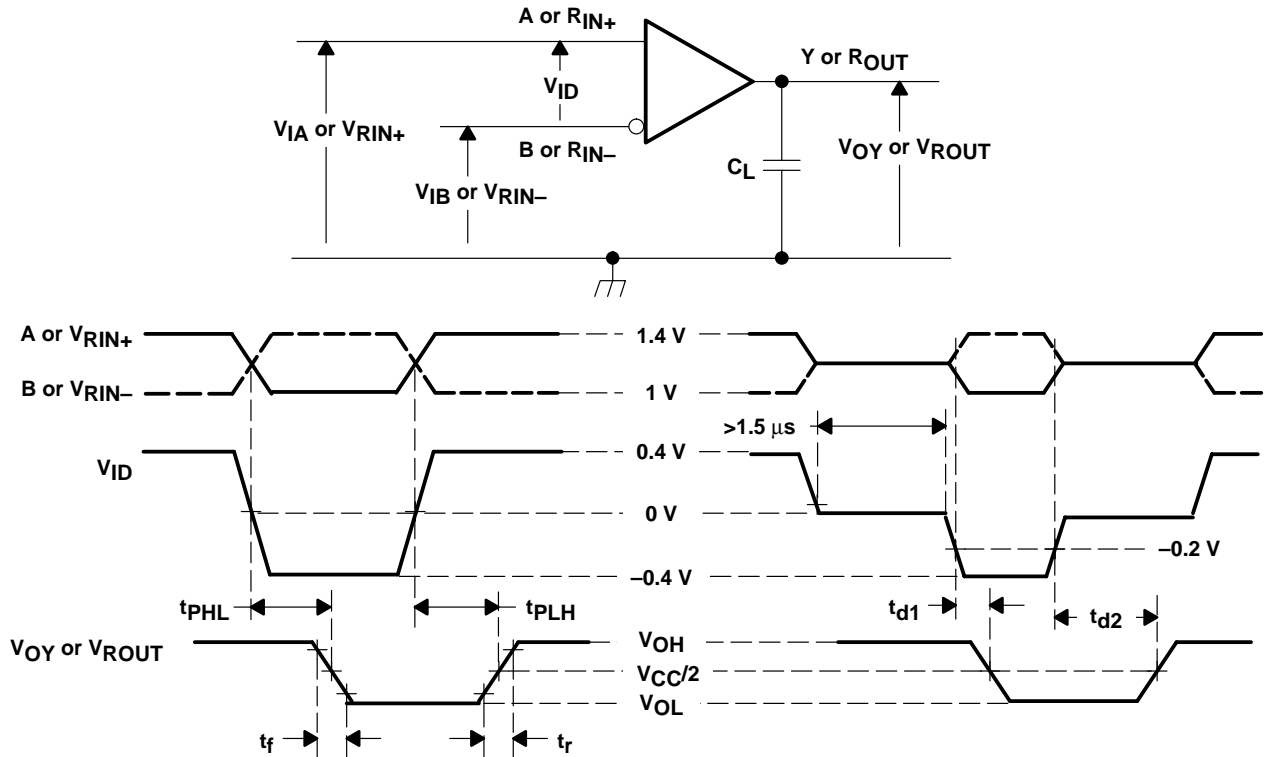 A or RIN+
Y or ROUT
VID
VIA or VRIN+
B or RIN–
VOY or VROUT
CL
VIB or VRIN–
A or VRIN+
1.4 V
B or VRIN–
1 V
>1.5 μs
0.4 V
VID
0 V
–0.2 V
–0.4 V
tPHL
tPLH
td1
td2
VOY or VROUT
VOH
VCC/2
VOL
tf
tr